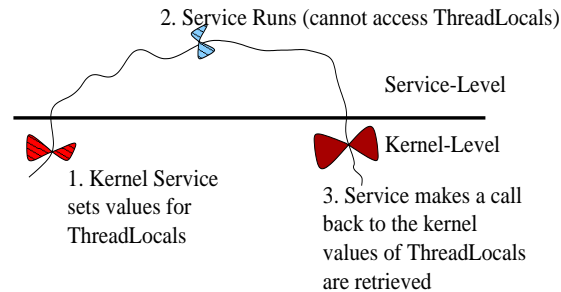 2. Service Runs (cannot access ThreadLocals)
Service-Level
Kernel-Level
1. Kernel Service
sets values for
ThreadLocals
3. Service makes a call
back to the kernel
values of ThreadLocals
are retrieved